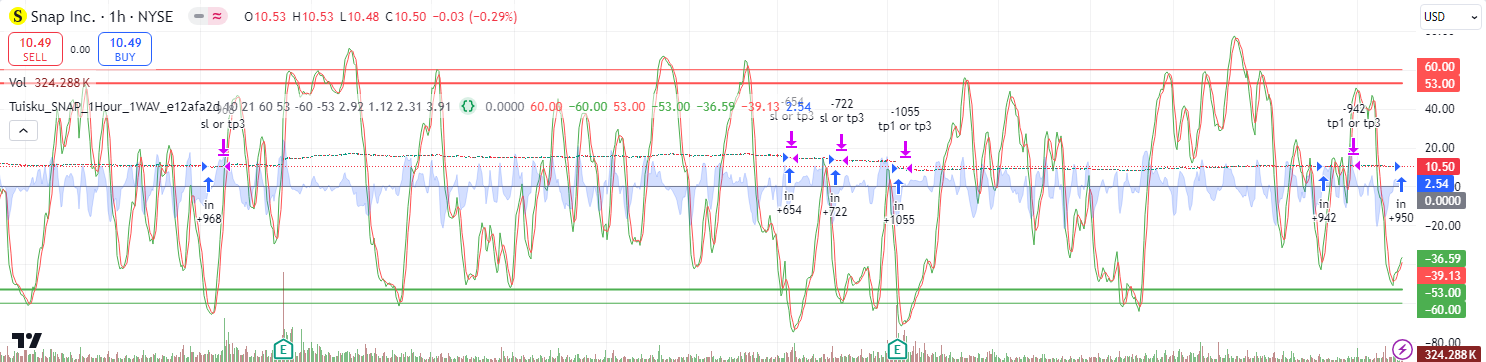 S Snap Inc. · 1h · NYSE O10.53 H10.53 L10.48 C10.50 −0.03 (−0.29%)
USD
10.49 SELL
0.00
10.49 BUY
Vol 324.288 K
Tuisku_SNAP_1Hour_1WAV_e12afa2d 40 21 60 53 -60 -53 2.92 1.12 2.31 3.91 {} 0.0000 60.00 −60.00 53.00 −53.00 −36.59 −39.13 2.54
-968
sl or tp3
in
+968
-654
sl or tp3
in
+654
-722
sl or tp3
in
+722
-1055
tp1 or tp3
in
+1055
-942
tp1 or tp3
in
+942
in
+950
60.00
53.00
40.00
20.00
10.50
2.54
0.0000
−20.00
−36.59
−39.13
−53.00
−60.00
−80.00
324.288 K
E
E